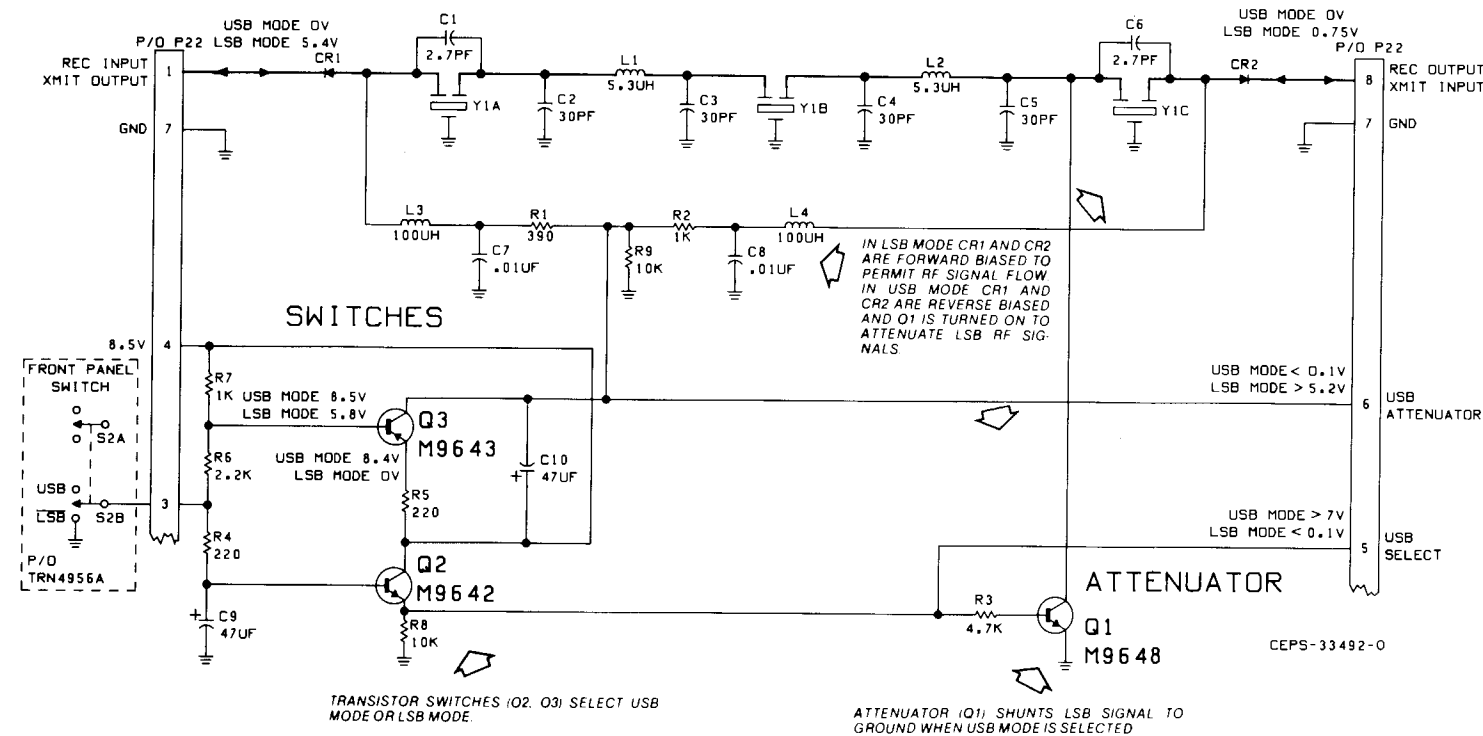 USB MODE 0V
LSB MODE 5.4V
P/O P22
REC INPUT
XMIT OUTPUT
1
CR1
C1
2.7PF
Y1A
C2
30PF
L1
5.3UH
C3
30PF
Y1B
C4
30PF
L2
5.3UH
C5
30PF
C6
2.7PF
Y1C
CR2
USB MODE 0V
LSB MODE 0.75V
P/O P22
8
REC OUTPUT
XMIT INPUT
GND
7
7
GND
L3
100UH
C7
.01UF
R1
390
R9
10K
R2
1K
C8
.01UF
L4
100UH
IN LSB MODE CR1 AND CR2
ARE FORWARD BIASED TO
PERMIT RF SIGNAL FLOW.
IN USB MODE CR1 AND
CR2 ARE REVERSE BIASED
AND Q1 IS TURNED ON TO
ATTENUATE LSB RF SIG-
NALS.
SWITCHES
8.5V
4
FRONT PANEL
SWITCH
S2A
USB
LSB
S2B
P/O
TRN4956A
3
R7
1K
USB MODE 8.5V
LSB MODE 5.8V
R6
2.2K
Q3
M9643
USB MODE 8.4V
LSB MODE 0V
R5
220
C10
+
47UF
R4
220
Q2
M9642
+
C9
47UF
R8
10K
USB MODE < 0.1V
LSB MODE > 5.2V
6
USB
ATTENUATOR
USB MODE > 7V
LSB MODE < 0.1V
5
USB
SELECT
ATTENUATOR
R3
4.7K
Q1
M9648
CEPS-33492-O
TRANSISTOR SWITCHES (Q2, Q3) SELECT USB
MODE OR LSB MODE.
ATTENUATOR (Q1) SHUNTS LSB SIGNAL TO
GROUND WHEN USB MODE IS SELECTED